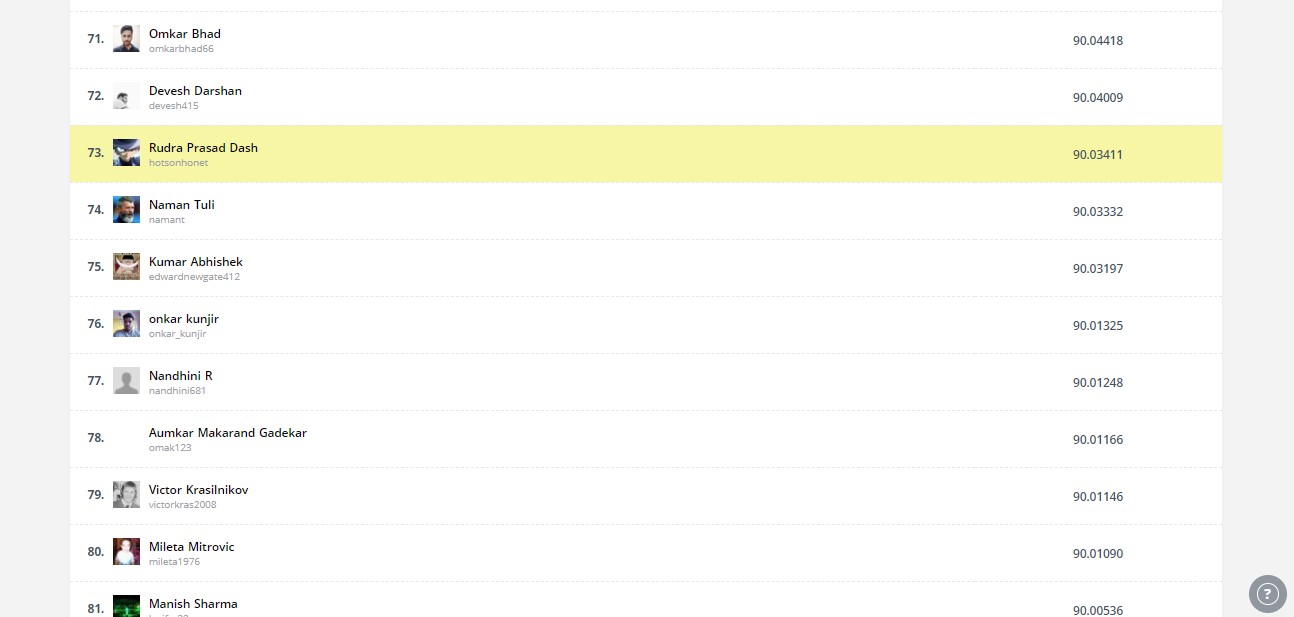 71.
Omkar Bhad
omkarbhad66
90.04418
72.
Devesh Darshan
devesh415
90.04009
73.
Rudra Prasad Dash
hotsonhonet
90.03411
74.
Naman Tuli
namant
90.03332
75.
Kumar Abhishek
edwardnewgate412
90.03197
76.
onkar kunjir
onkar_kunjir
90.01325
77.
Nandhini R
nandhini681
90.01248
78.
Aumkar Makarand Gadekar
omak123
90.01166
79.
Victor Krasilnikov
victorkras2008
90.01146
80.
Mileta Mitrovic
mileta1976
90.01090
81.
Manish Sharma
90.00536
?